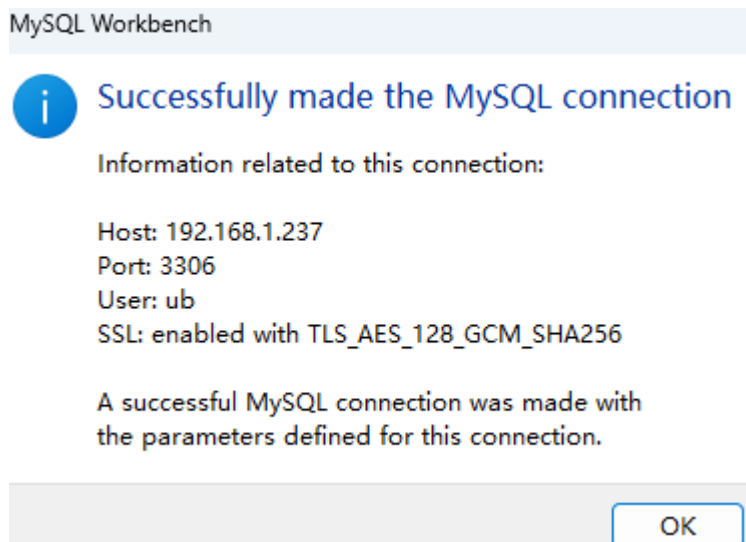 MySQL Workbench
Successfully made the MySQL connection
Information related to this connection:
Host: 192.168.1.237
Port: 3306
User: ub
SSL: enabled with TLS_AES_128_GCM_SHA256
A successful MySQL connection was made with
the parameters defined for this connection.
OK